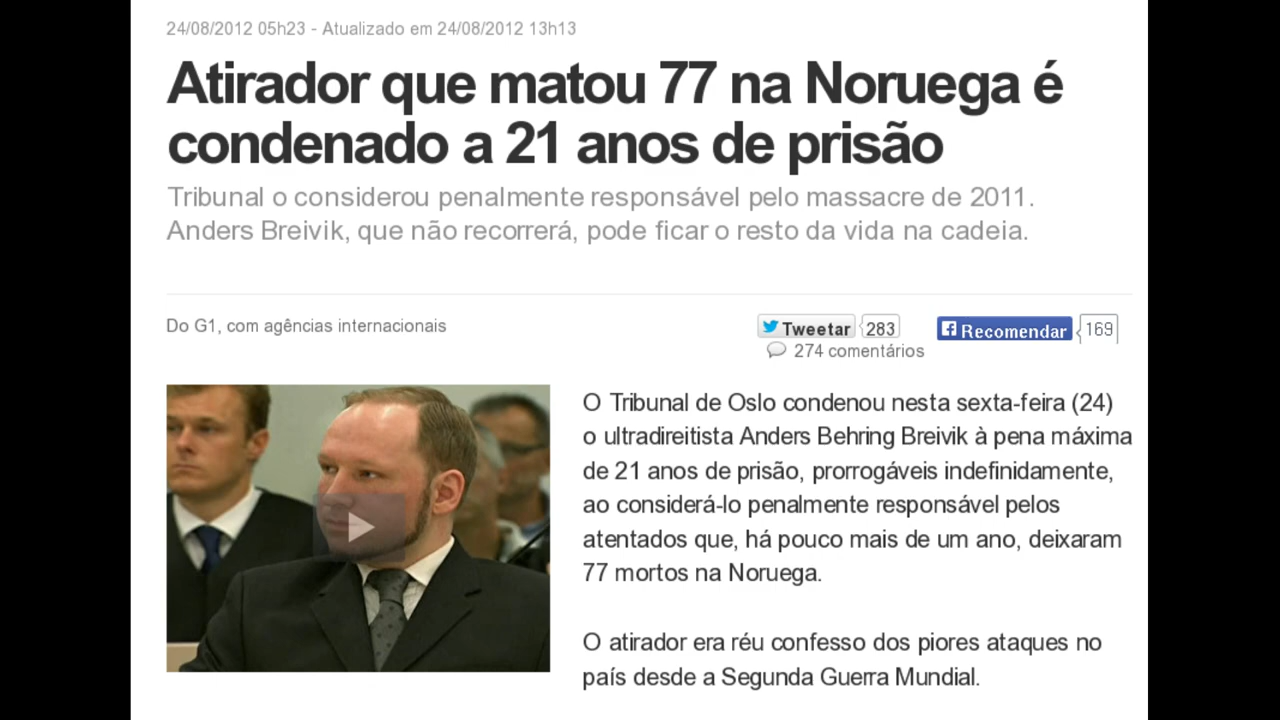 24/08/2012 05h23 - Atualizado em 24/08/2012 13h13
Atirador que matou 77 na Noruega é
condenado a 21 anos de prisão
Tribunal o considerou penalmente responsável pelo massacre de 2011.
Anders Breivik, que não recorrerá, pode ficar o resto da vida na cadeia.
Do G1, com agências internacionais
Tweetar 283
Recomendar 169
274 comentários
O Tribunal de Oslo condenou nesta sexta-feira (24)
o ultradireitista Anders Behring Breivik à pena máxima
de 21 anos de prisão, prorrogáveis indefinidamente,
ao considerá-lo penalmente responsável pelos
atentados que, há pouco mais de um ano, deixaram
77 mortos na Noruega.
O atirador era réu confesso dos piores ataques no
país desde a Segunda Guerra Mundial.